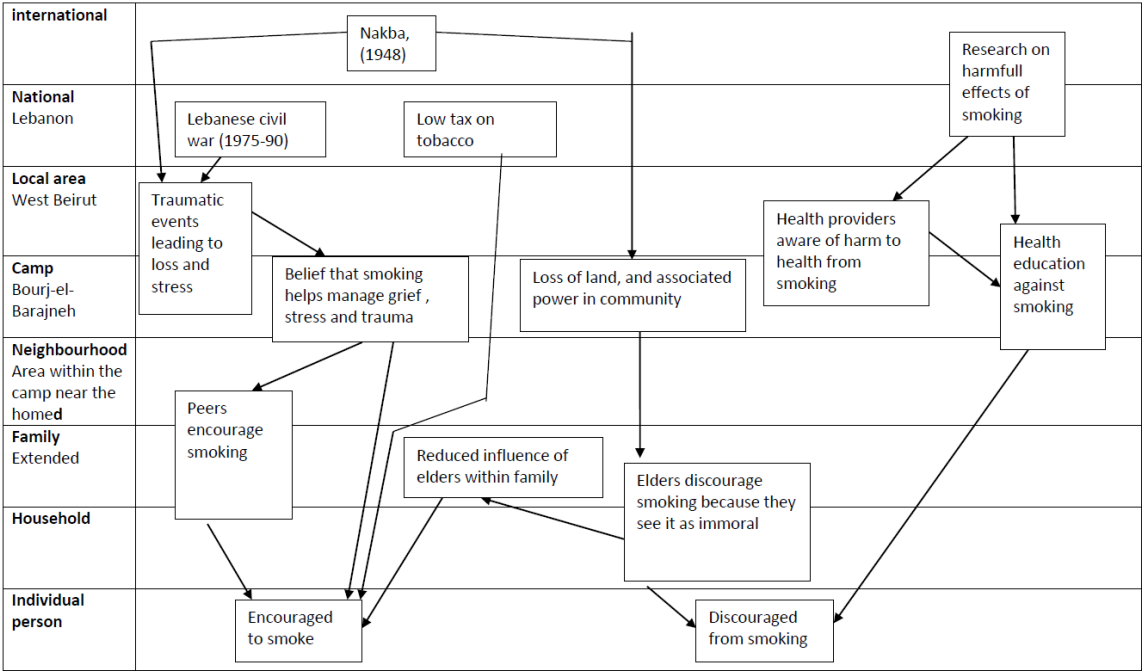 international
Nakba,
(1948)
Research on
harmfull
effects of
smoking
National
Lebanon
Lebanese civil
war (1975-90)
Low tax on
tobacco
Local area
West Beirut
Traumatic
events
leading to
loss and
stress
Health providers
aware of harm to
health from
smoking
Health
education
against
smoking
Camp
Bourj-el-
Barajneh
Belief that smoking
helps manage grief ,
stress and trauma
Loss of land, and associated
power in community
Neighbourhood
Area within the
camp near the
homed
Peers
encourage
smoking
Family
Extended
Reduced influence of
elders within family
Elders discourage
smoking because they
see it as immoral
Household
Individual
person
Encouraged
to smoke
Discouraged
from smoking